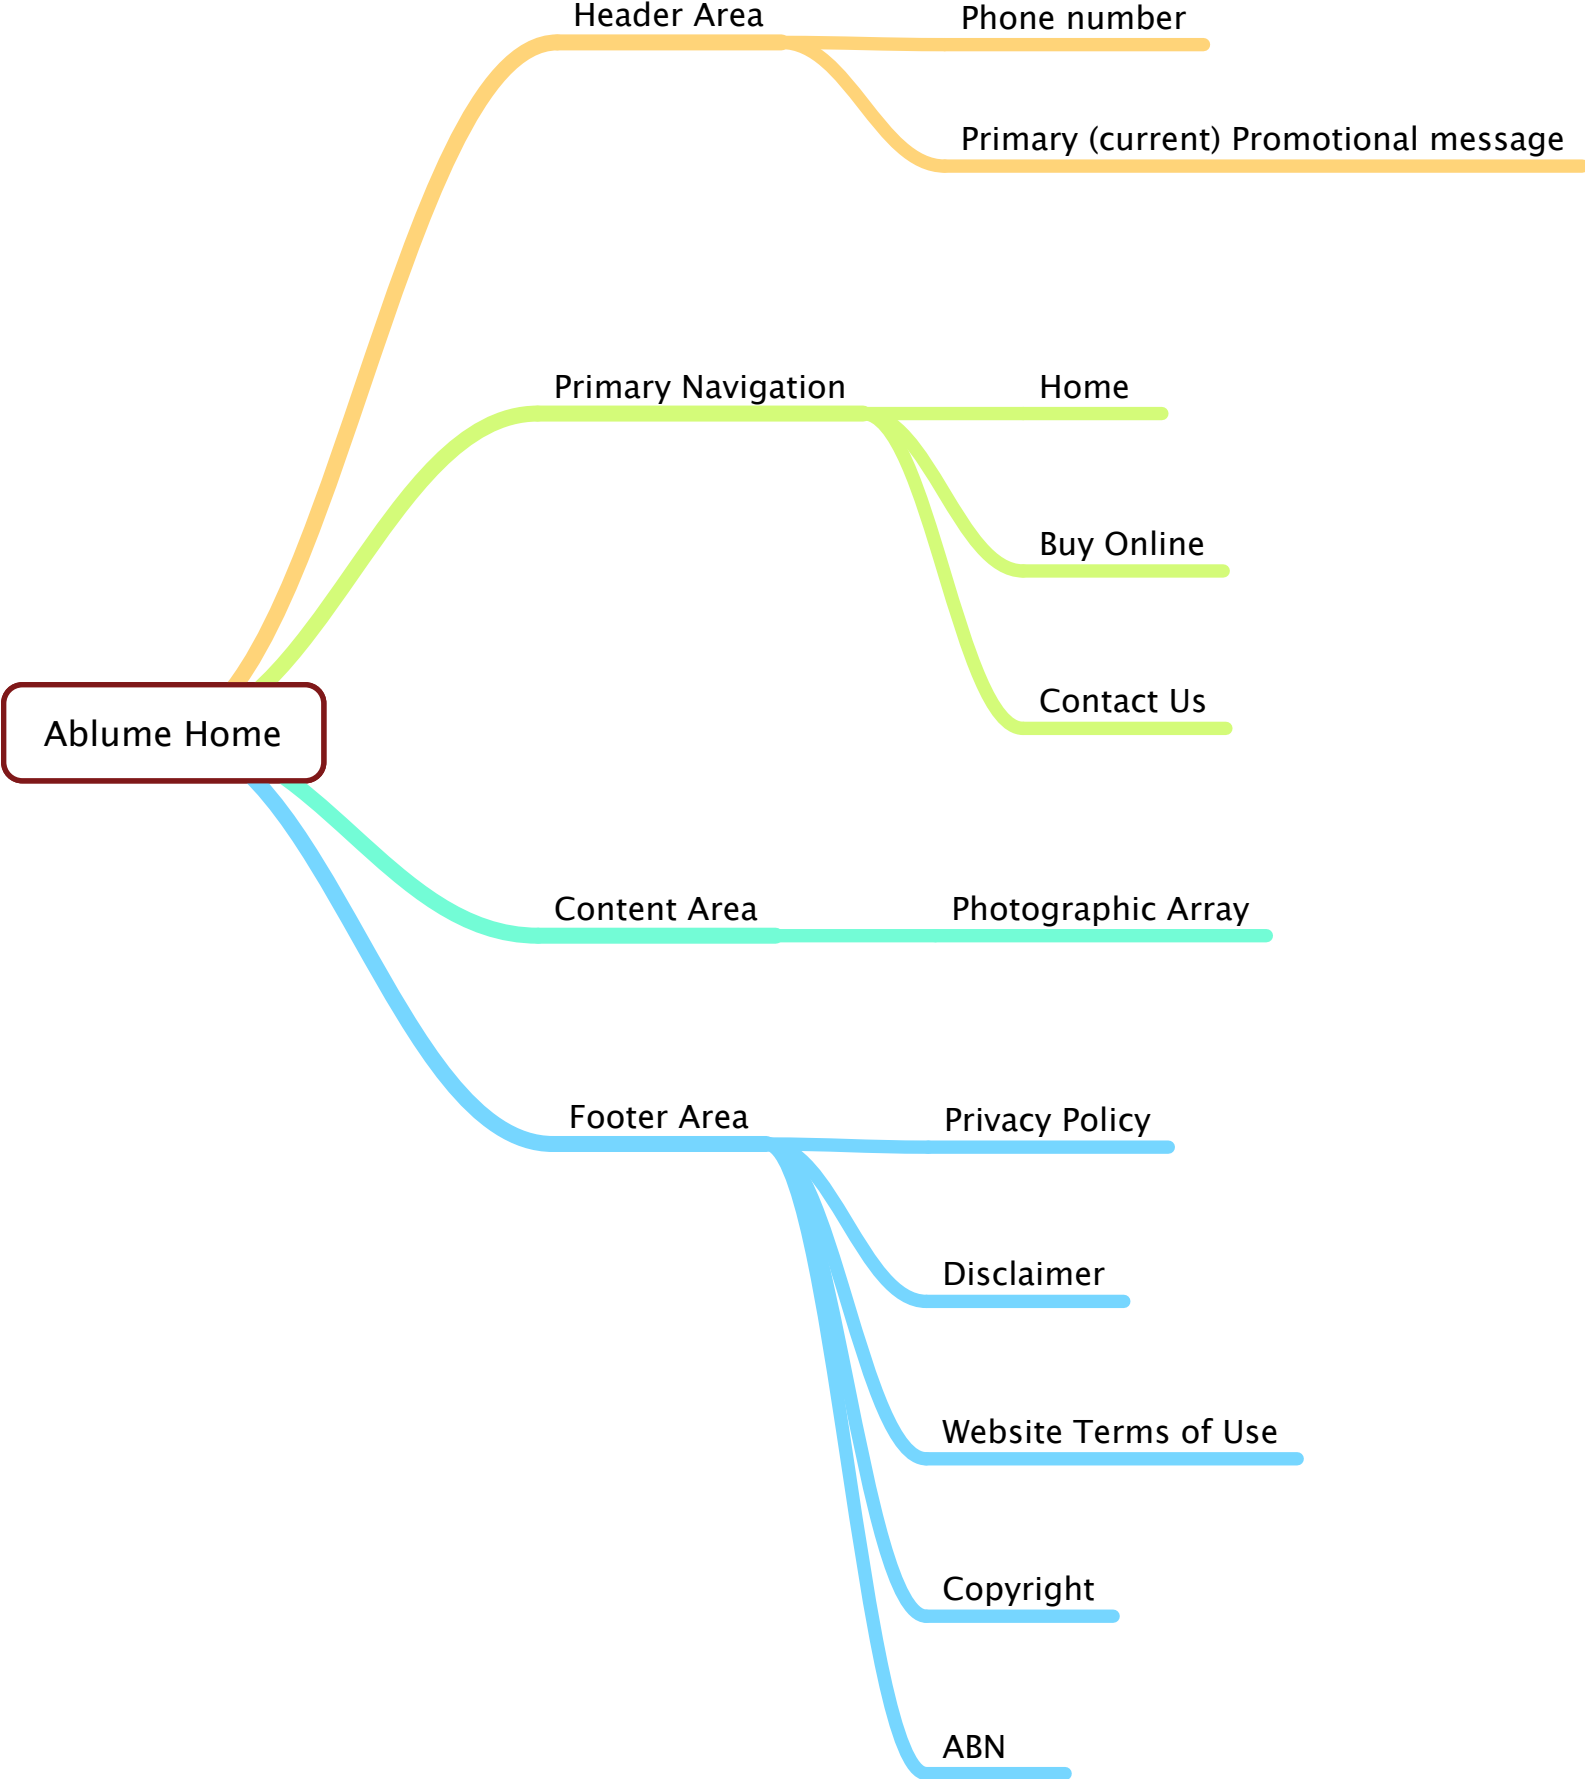 Header Area
Phone number
Primary (current) Promotional message
Primary Navigation
Home
Buy Online
Contact Us
Ablume Home
Content Area
Photographic Array
Footer Area
Privacy Policy
Disclaimer
Website Terms of Use
Copyright
ABN